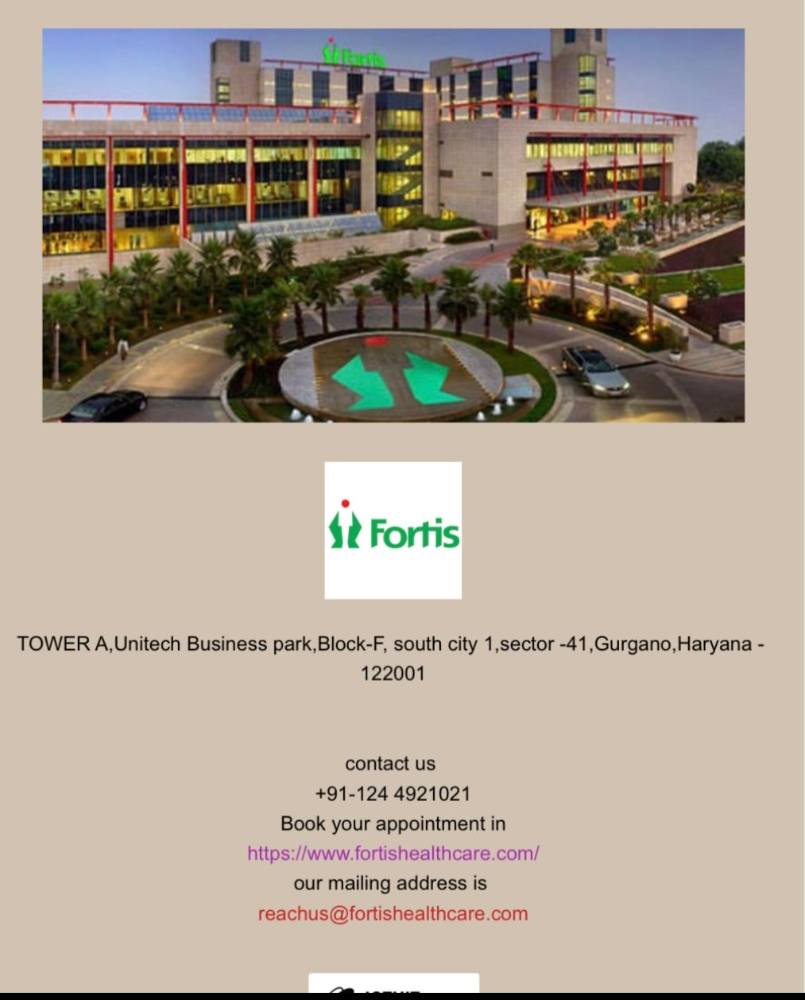 Fortis
Fortis
TOWER A,Unitech Business park,Block-F, south city 1,sector -41,Gurgano,Haryana -
122001
contact us
+91-124 4921021
Book your appointment in
https://www.fortishealthcare.com/
our mailing address is
reachus@fortishealthcare.com